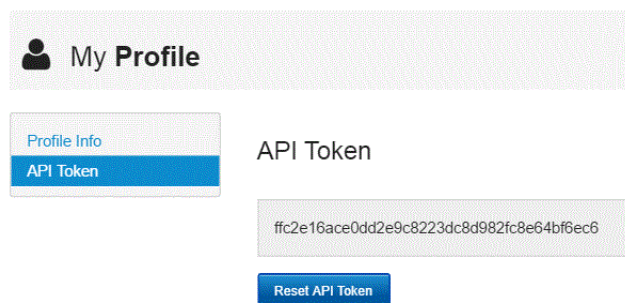 My Profile
Profile Info
API Token
API Token
ffc2e16ace0dd2e9c8223dc8d982fc8e64bf6ec6
Reset API Token